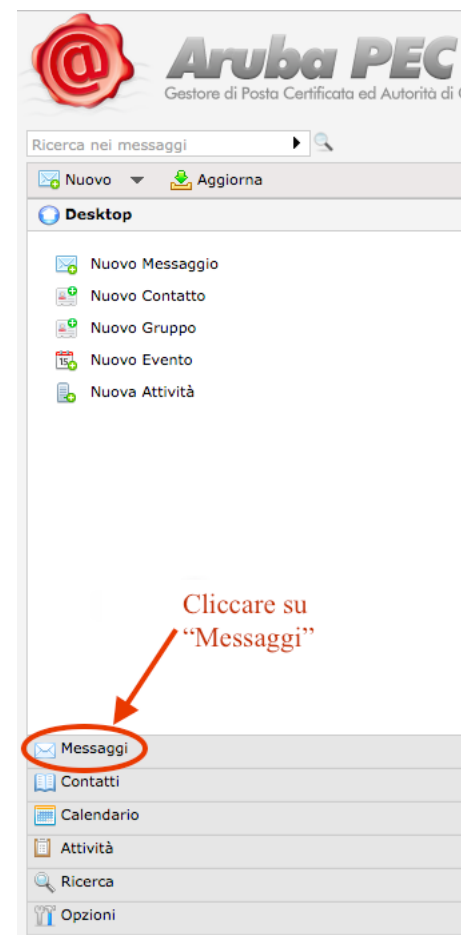 Aruba PEC
Gestore di Posta Certificata ed Autorità di
Ricerca nei messaggi
Nuovo
Aggiorna
Desktop
Nuovo Messaggio
Nuovo Contatto
Nuovo Gruppo
15
Nuovo Evento
Nuova Attività
Cliccare su
“Messaggi”
Messaggi
Contatti
Calendario
Attività
Ricerca
Opzioni